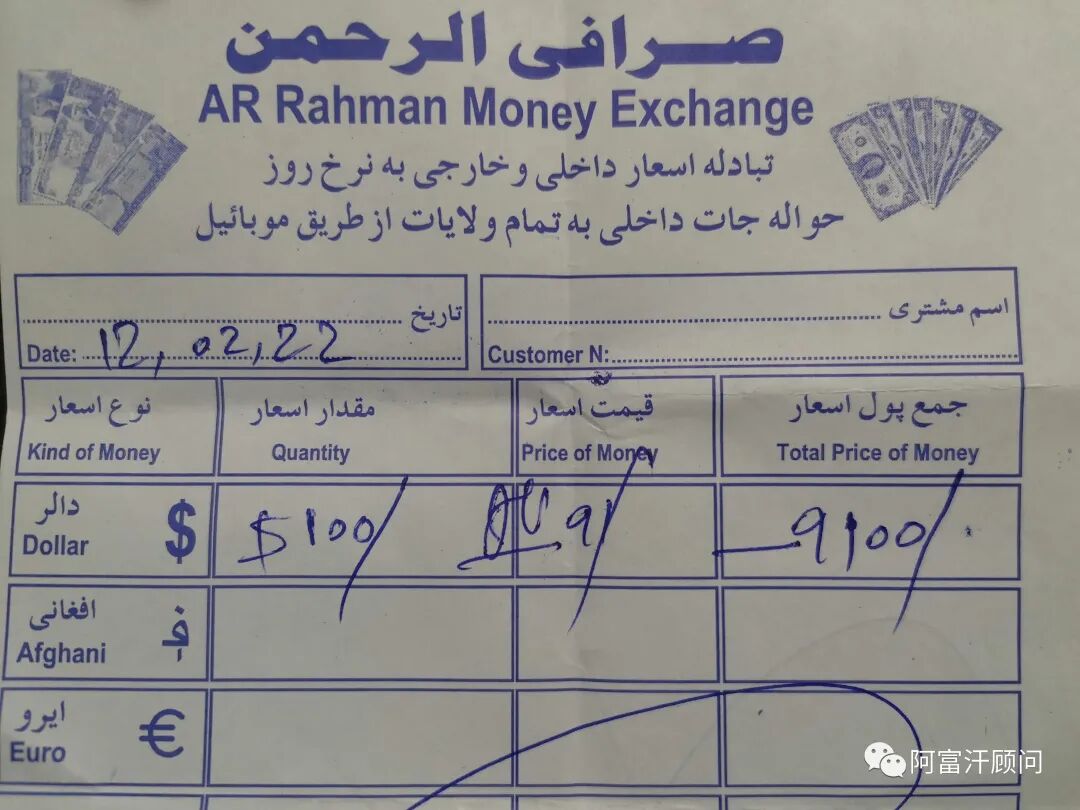 صرافی الرحمن
AR Rahman Money Exchange
تبادله اسعار داخلی و خارجی به نرخ روز
حواله جات داخلی به تمام ولایات از طریق موبائیل
تاریخ
Date: 12,02,22
اسم مشتری
Customer N:
نوع اسعار
Kind of Money
مقدار اسعار
Quantity
قیمت اسعار
Price of Money
جمع پول اسعار
Total Price of Money
دالر
Dollar
$
$100/
91/
9100/
افغانی
Afghani
؋
ایرو
Euro
€
阿富汗顾问